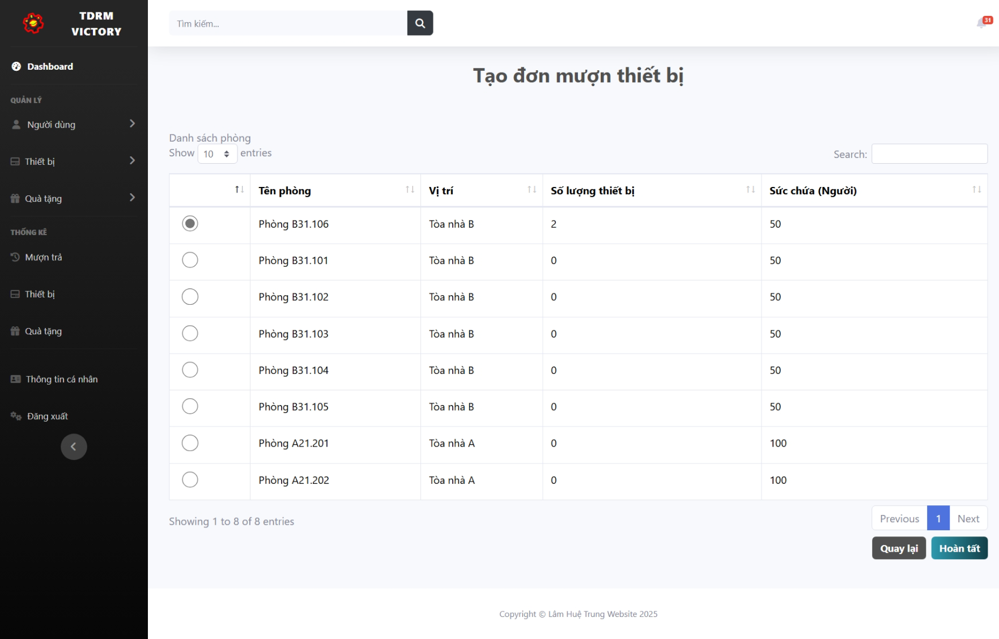 TDRM
VICTORY
Tìm kiếm...
31
Dashboard
QUẢN LÝ
Người dùng
Thiết bị
Quà tặng
THỐNG KÊ
Mượn trả
Thiết bị
Quà tặng
Thông tin cá nhân
Đăng xuất
Tạo đơn mượn thiết bị
Danh sách phòng
Show 10 entries
Search:
Tên phòng Vị trí Số lượng thiết bị Sức chứa (Người)
Phòng B31.106 Tòa nhà B 2 50
Phòng B31.101 Tòa nhà B 0 50
Phòng B31.102 Tòa nhà B 0 50
Phòng B31.103 Tòa nhà B 0 50
Phòng B31.104 Tòa nhà B 0 50
Phòng B31.105 Tòa nhà B 0 50
Phòng A21.201 Tòa nhà A 0 100
Phòng A21.202 Tòa nhà A 0 100
Showing 1 to 8 of 8 entries
Previous 1 Next
Quay lại Hoàn tất
Copyright © Lâm Huệ Trung Website 2025